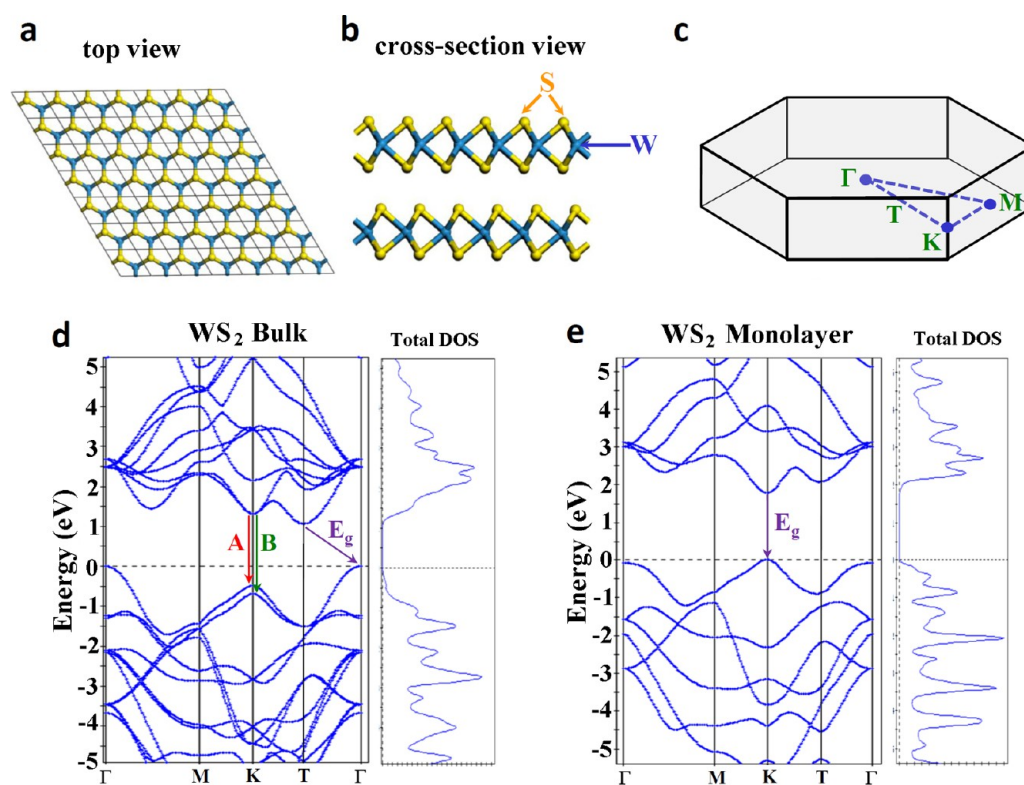 a
top view
b
cross-section view
S
W
c
Γ
M
T
K
d
WS₂ Bulk
Total DOS
Energy (eV)
5
4
3
2
1
0
-1
-2
-3
-4
-5
A
B
E_g
Γ M K T Γ
e
WS₂ Monolayer
Total DOS
Energy (eV)
5
4
3
2
1
0
-1
-2
-3
-4
-5
E_g
Γ M K T Γ